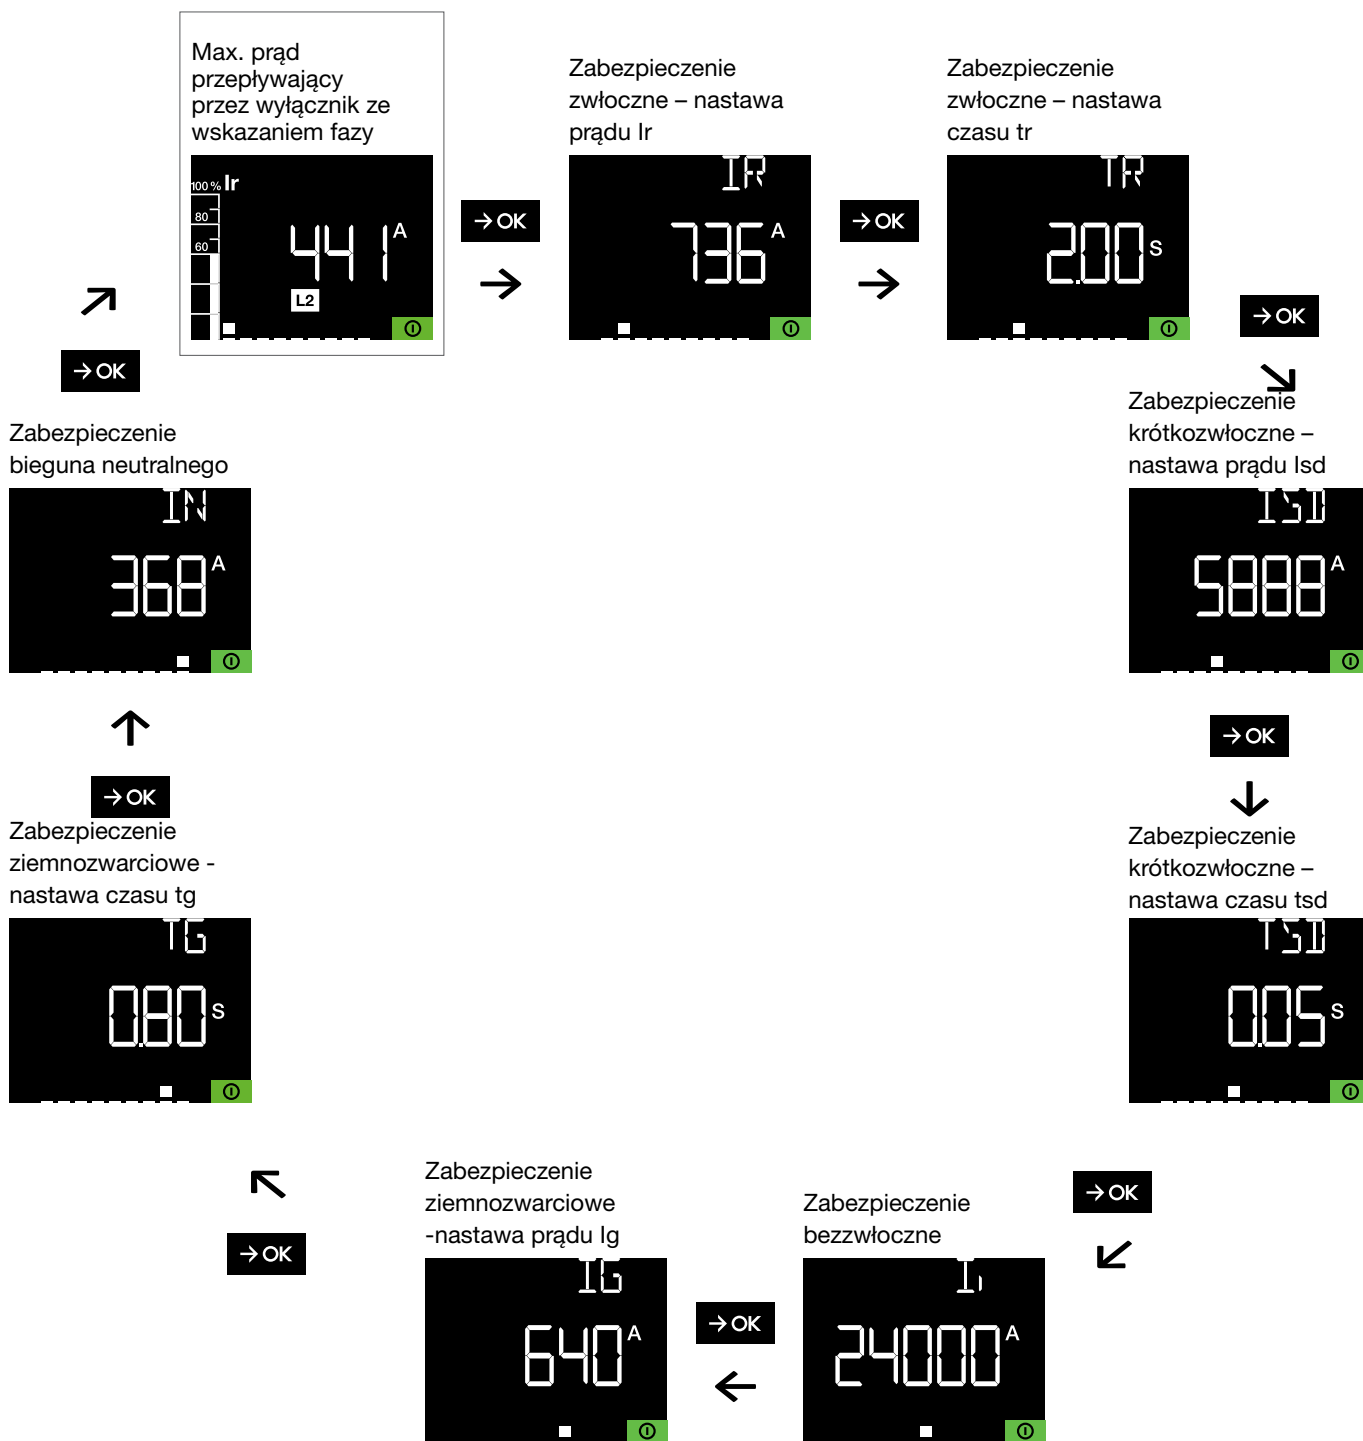 Max. prąd
przepływający
przez wyłącznik ze
wskazaniem fazy
100 % Ir
80
60
441 A
L2
→ OK
Zabezpieczenie
zwłoczne – nastawa
prądu Ir
IR
736 A
→ OK
Zabezpieczenie
zwłoczne – nastawa
czasu tr
TR
2.00 S
→ OK
Zabezpieczenie
krótkozwłoczne –
nastawa prądu Isd
ISD
5888 A
→ OK
Zabezpieczenie
krótkozwłoczne –
nastawa czasu tsd
TSD
0.05 S
→ OK
Zabezpieczenie
bezzwłoczne
Ii
24000 A
→ OK
Zabezpieczenie
ziemnozwarciowe
-nastawa prądu Ig
IG
640 A
→ OK
Zabezpieczenie
ziemnozwarciowe -
nastawa czasu tg
TG
0.80 S
→ OK
Zabezpieczenie
bieguna neutralnego
IN
368 A
→ OK